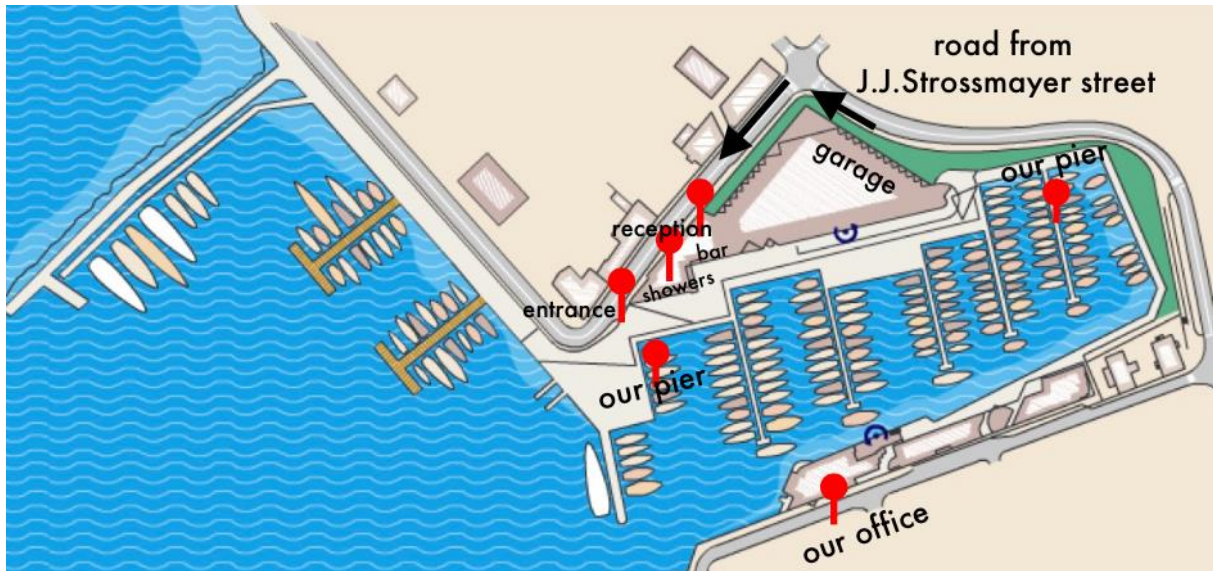 road from
J.J.Strossmayer street
garage
our pier
reception
bar
showers
entrance
our pier
our office